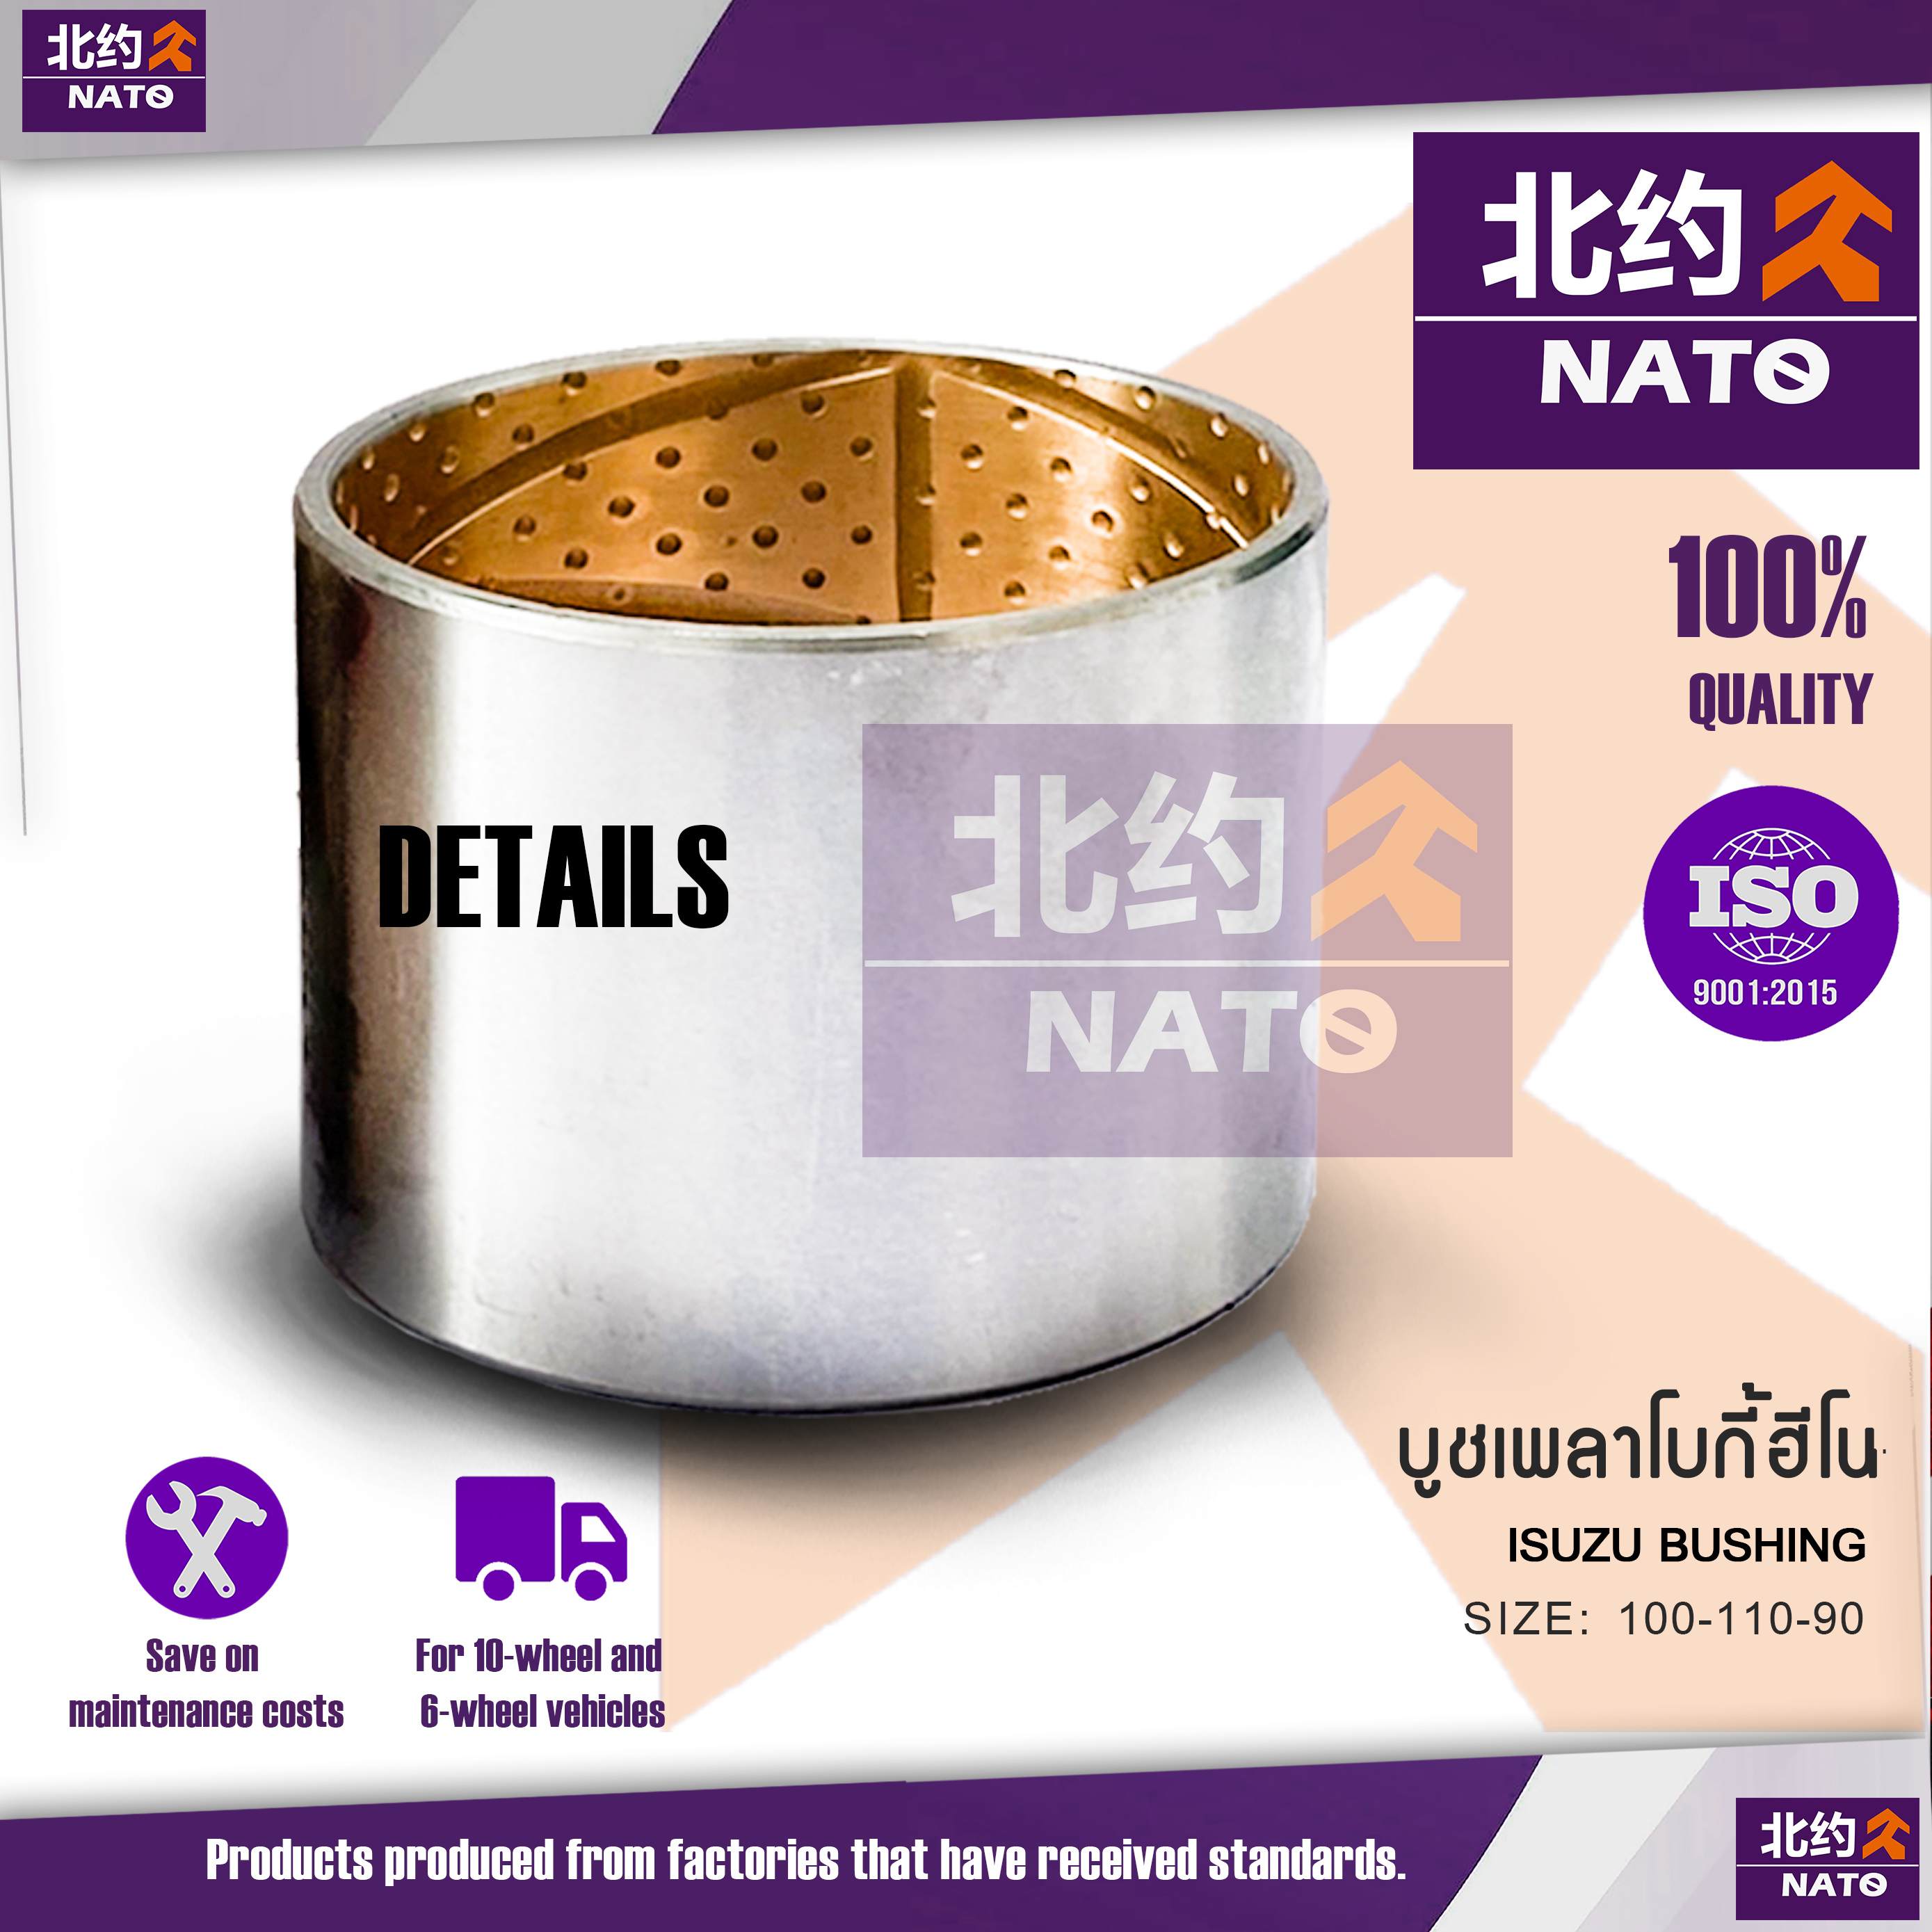 北约
NATO
北约
NATO
100%
QUALITY
ISO
9001:2015
DETAILS
北约
NATO
บูชเพลาโบกี้ฮีโน
ISUZU BUSHING
SIZE: 100-110-90
Save on
maintenance costs
For 10-wheel and
6-wheel vehicles
Products produced from factories that have received standards.
北约
NATO